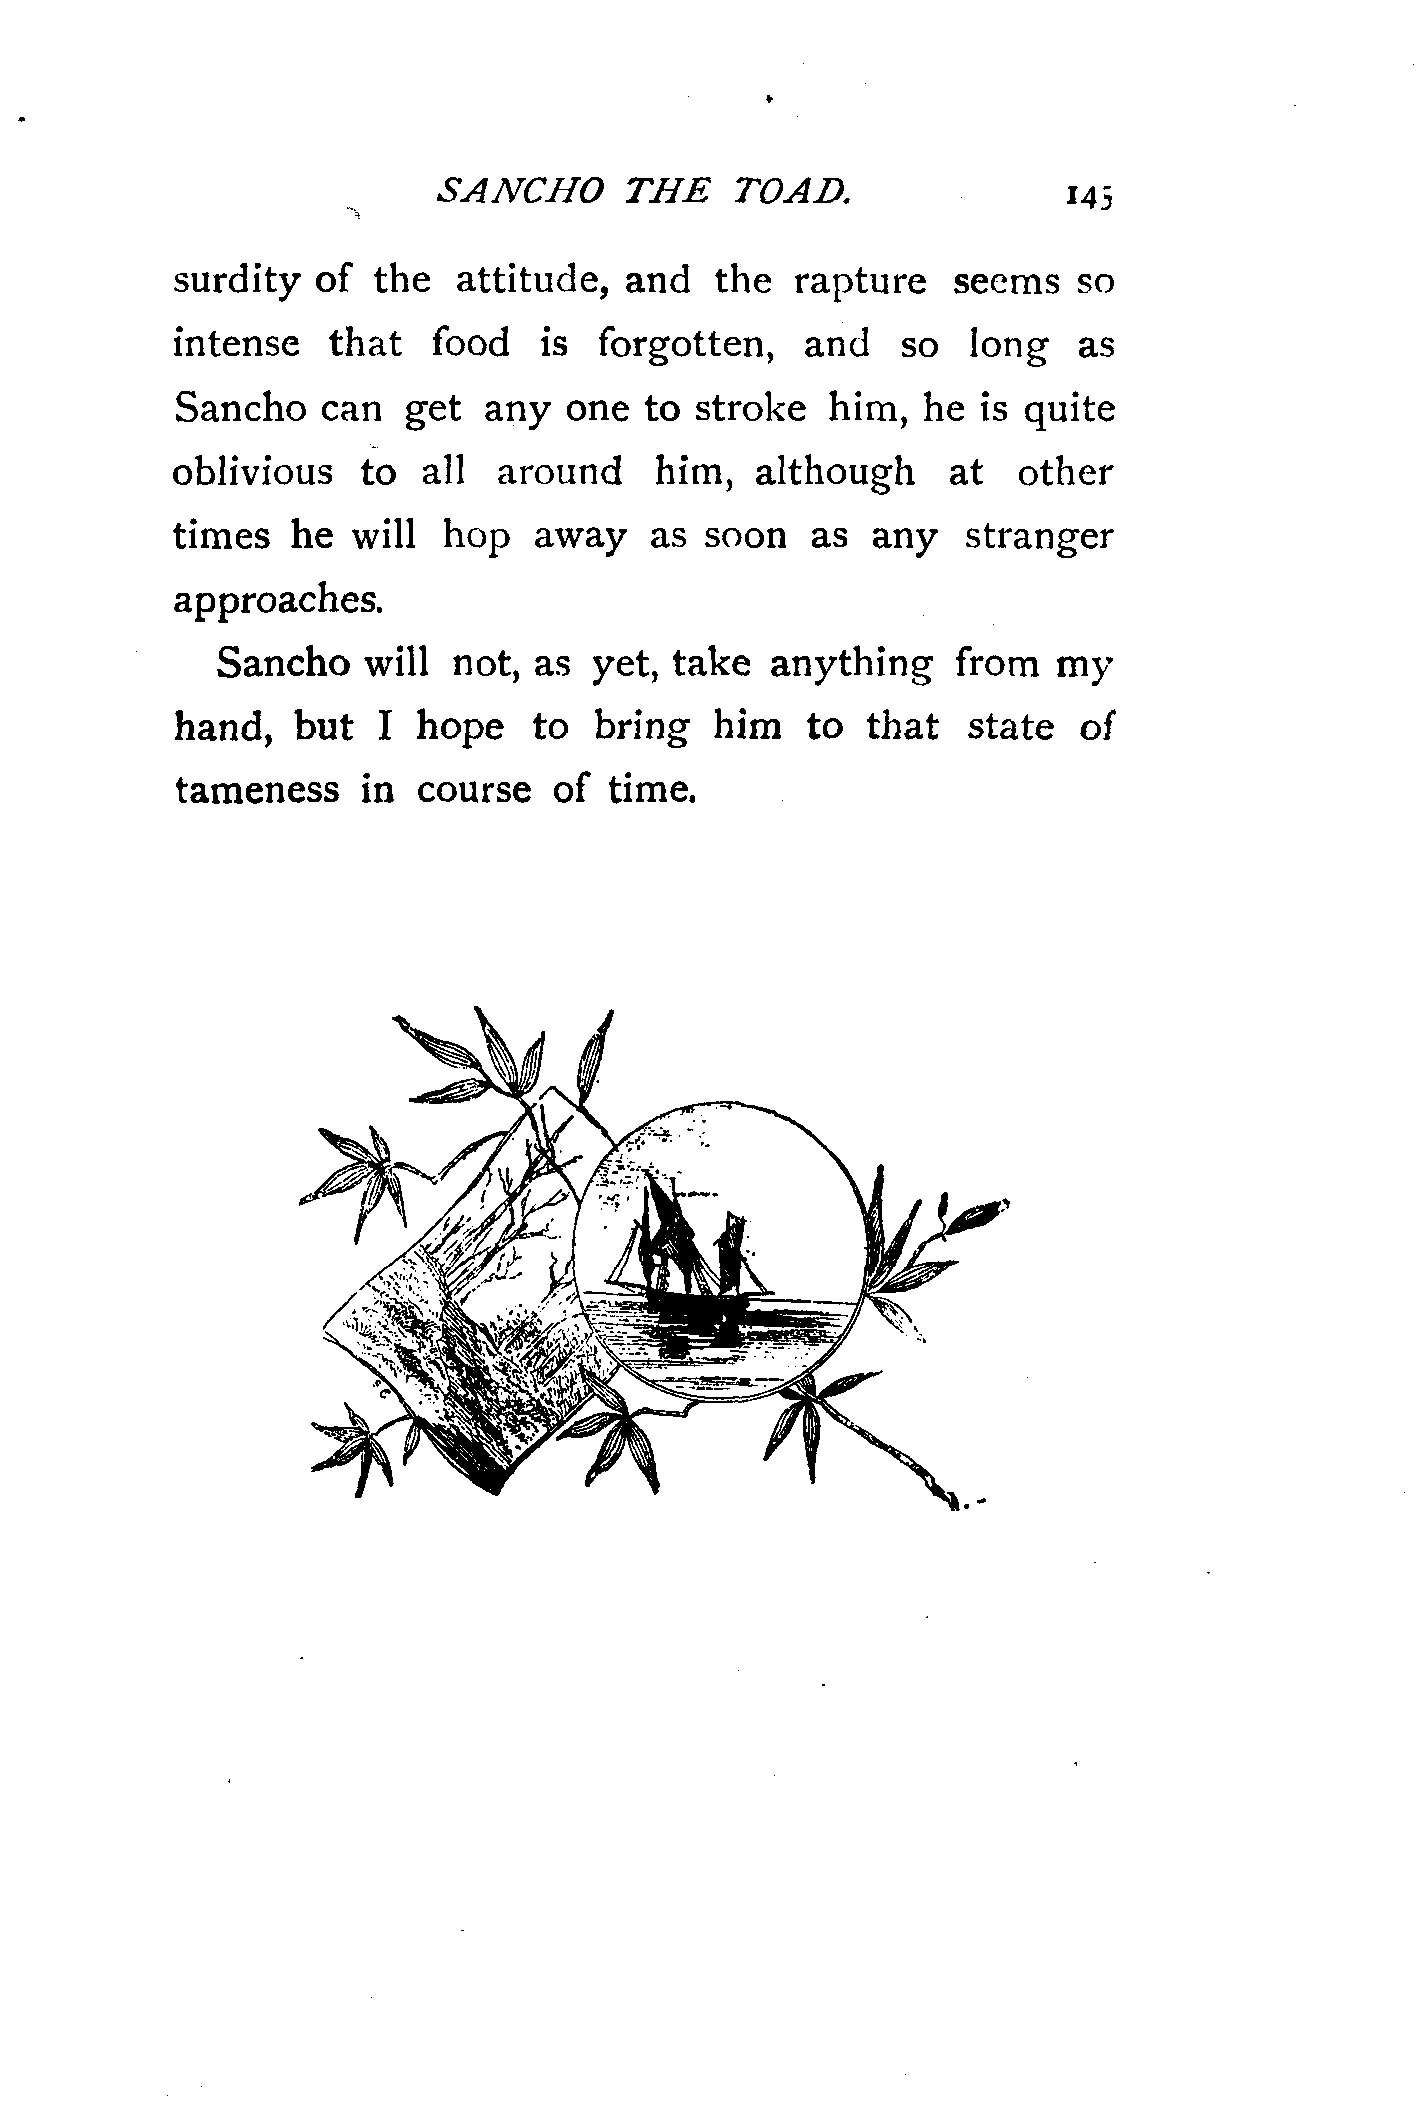 SANCHO THE TOAD. 145
surdity of the attitude, and the rapture seems so
intense that food is forgotten, and so long as
Sancho can get any one to stroke him, he is quite
oblivious to all around him, although at other
times he will hop away as soon as any stranger
approaches.
Sancho will not, as yet, take anything from my
hand, but I hope to bring him to that state of
tameness in course of time.